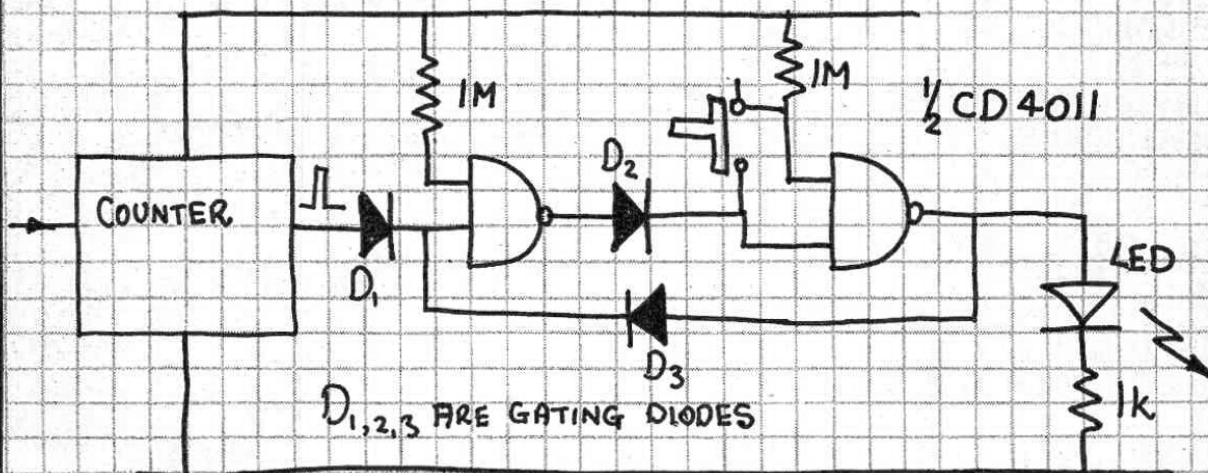 1M
1M
½ CD4011
COUNTER
D₁
D₂
D₃
LED
1k
D₁,₂,₃ ARE GATING DIODES